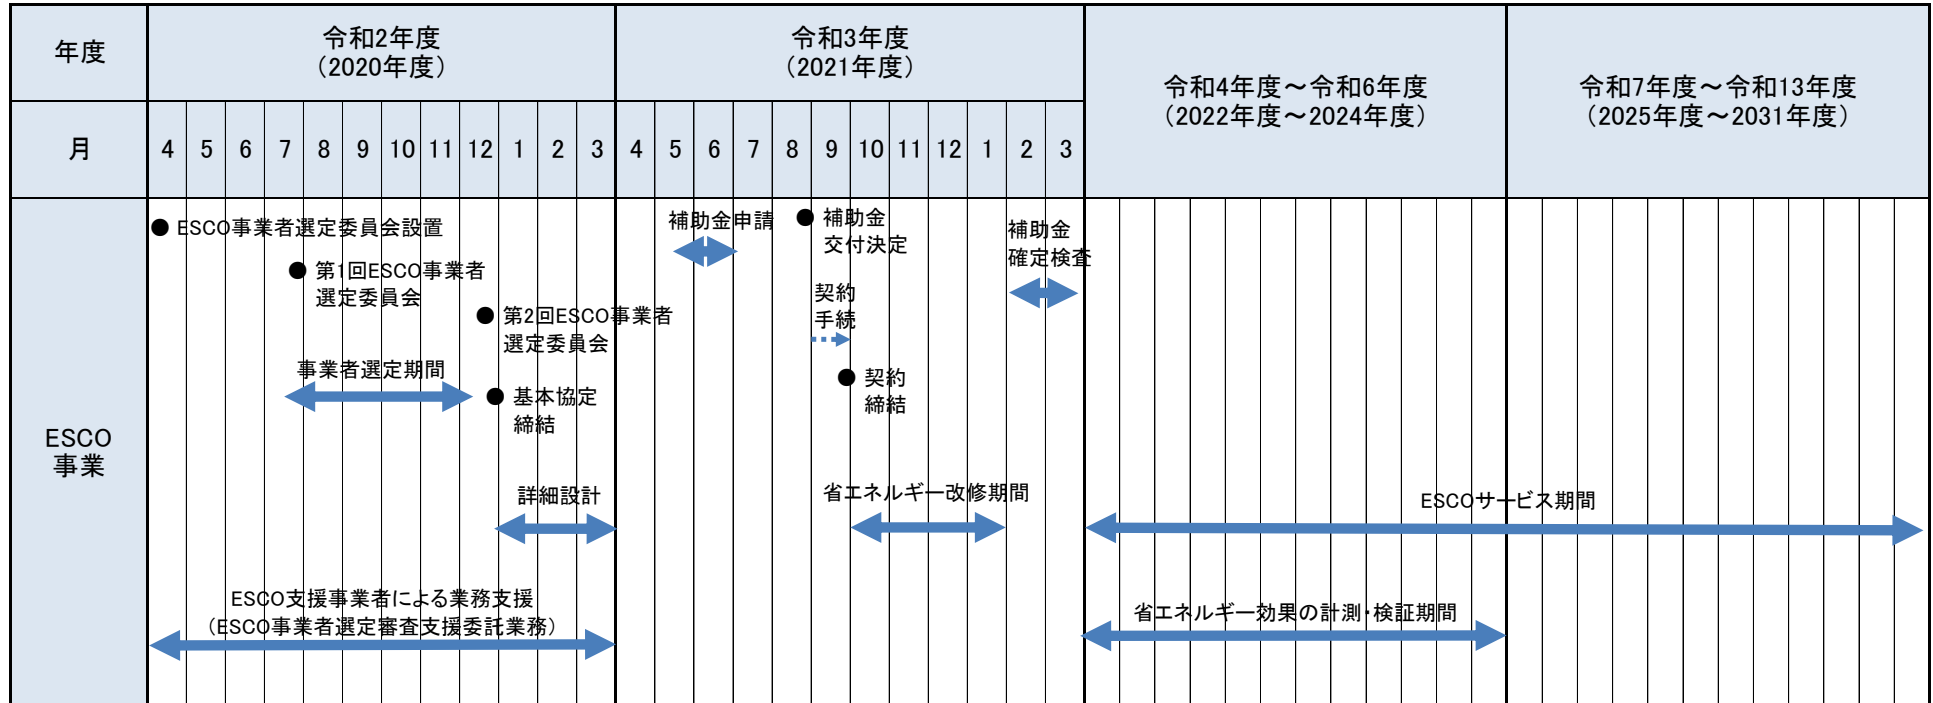 年度
令和2年度
（2020年度）
令和3年度
（2021年度）
令和4年度～令和6年度
（2022年度～2024年度）
令和7年度～令和13年度
（2025年度～2031年度）
月
4 5 6 7 8 9 10 11 12 1 2 3 4 5 6 7 8 9 10 11 12 1 2 3
ESCO
事業
● ESCO事業者選定委員会設置
● 第1回ESCO事業者
選定委員会
● 第2回ESCO事業者
選定委員会
事業者選定期間
● 基本協定
締結
詳細設計
ESCO支援事業者による業務支援
（ESCO事業者選定審査支援委託業務）
補助金申請
● 補助金
交付決定
契約
手続
● 契約
締結
省エネルギー改修期間
補助金
確定検査
ESCOサービス期間
省エネルギー効果の計測・検証期間